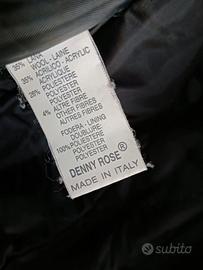 35% LANA
WOOL - LAINE
35% ACRILICO - ACRYLIC
ACRYLIQUE
26% POLIESTERE
POLYESTER
POLYESTER
4% ALTRE FIBRE
OTHER FIBRES
AUTRES FIBRES
FODERA - LINING
DOUBLURE:
100% POLIESTERE
POLYESTER
POLYESTER
DENNY ROSE®
MADE IN ITALY
subito